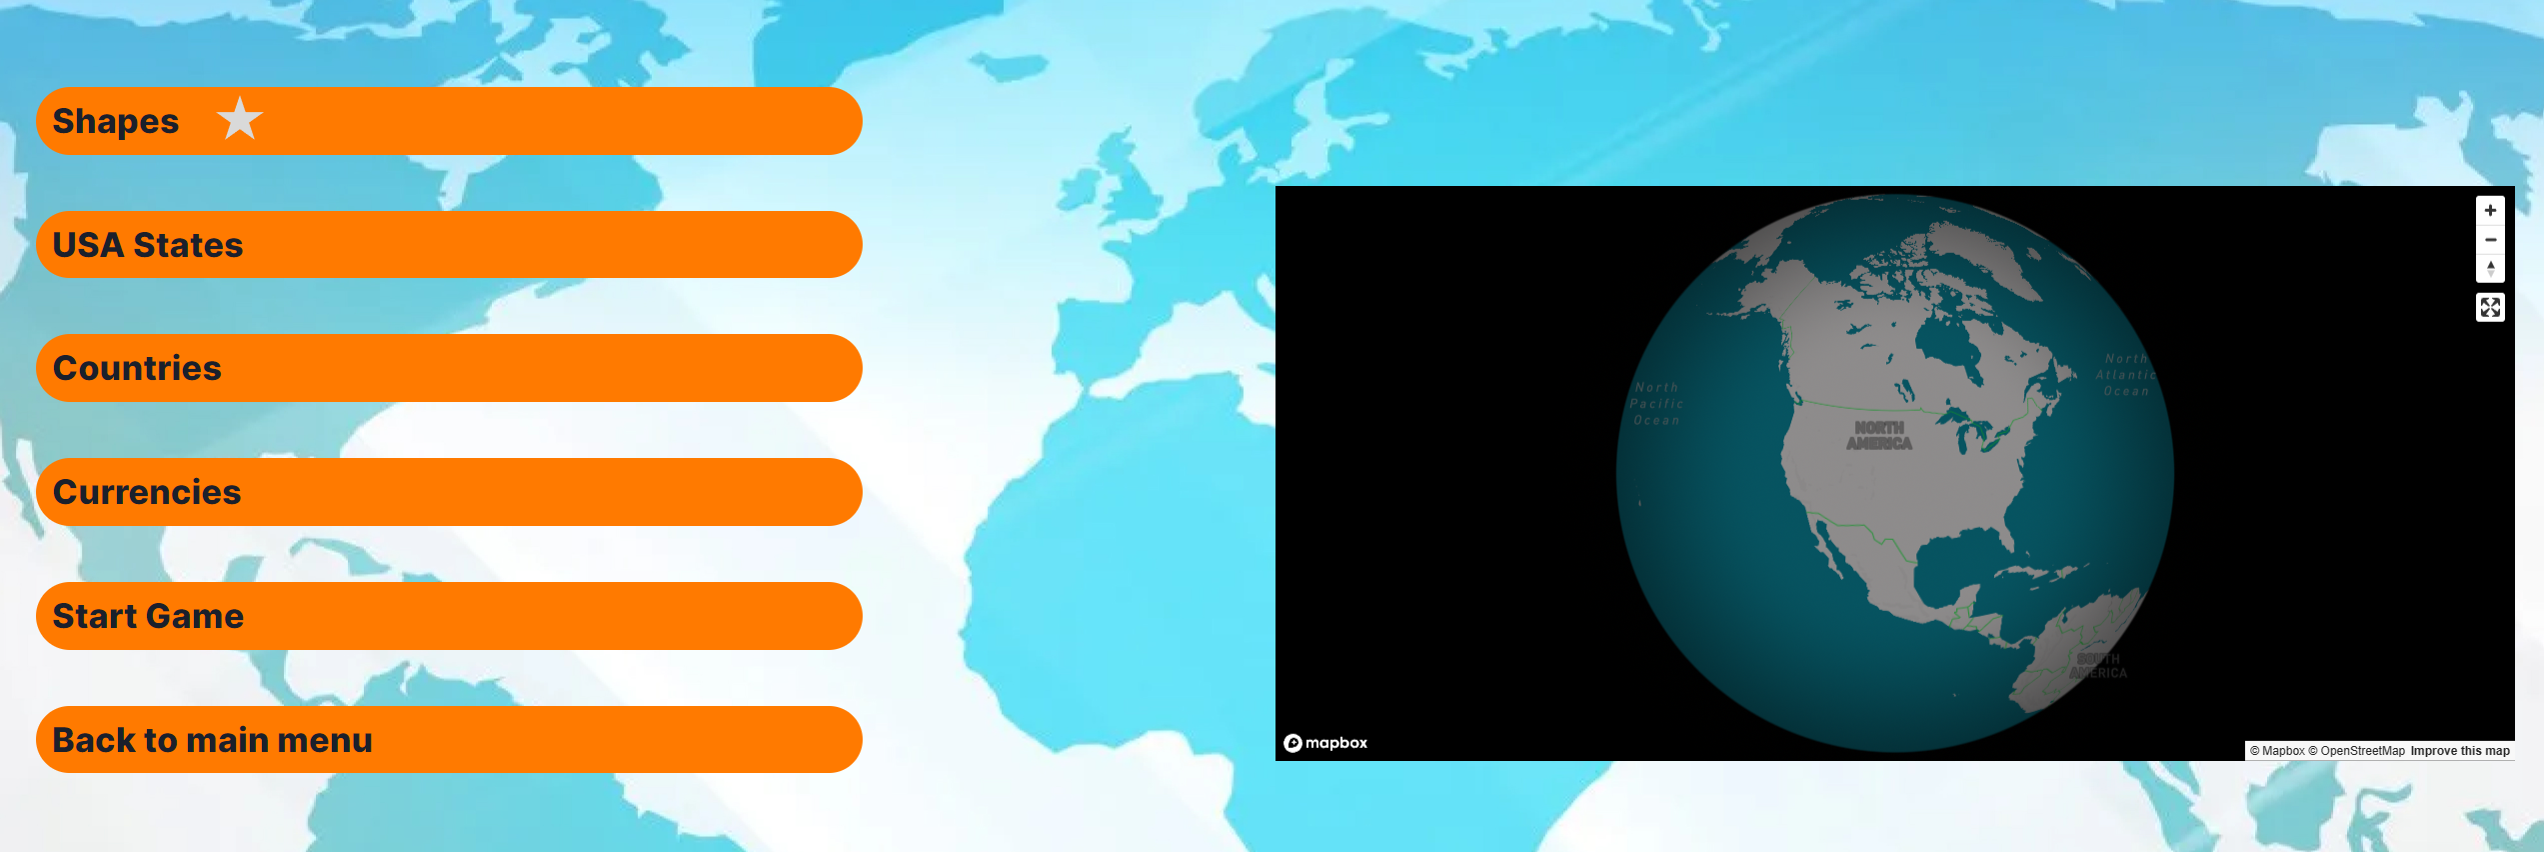 Shapes
USA States
Countries
Currencies
Start Game
Back to main menu
North
Pacific
Ocean
NORTH
AMERICA
North
Atlantic
Ocean
SOUTH
AMERICA
mapbox
© Mapbox © OpenStreetMap Improve this map